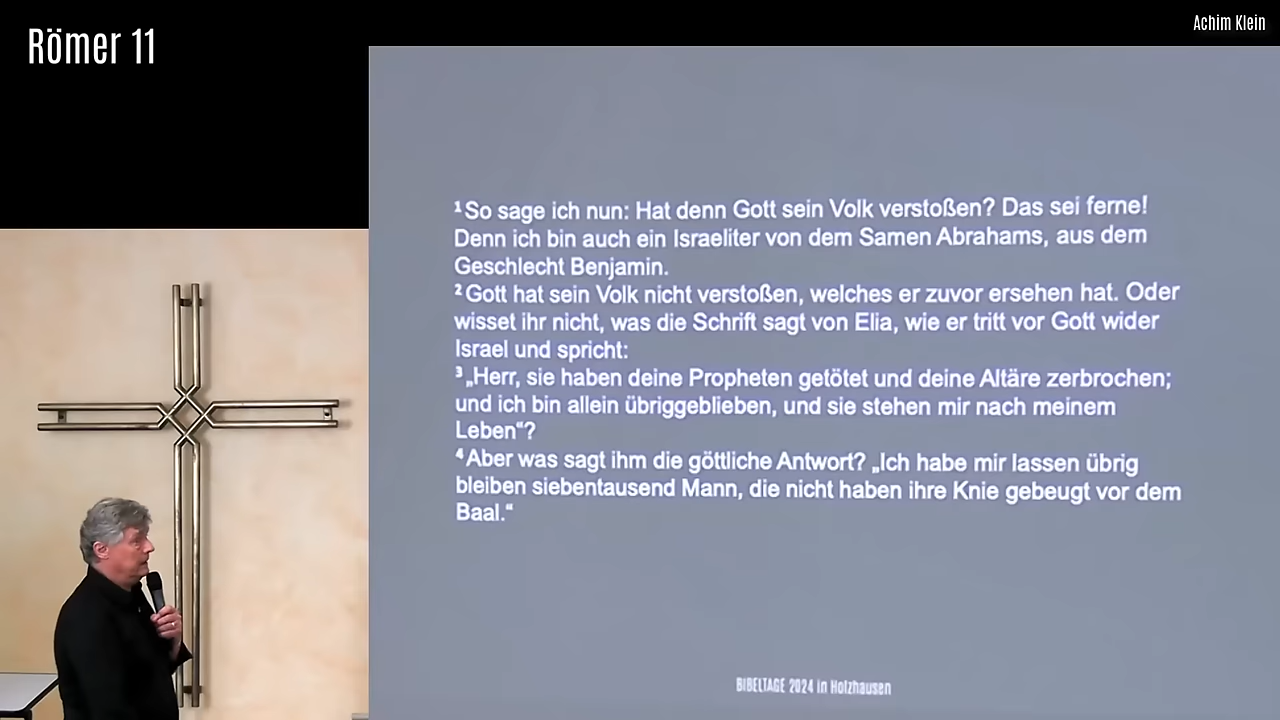 Römer 11
Achim Klein
¹So sage ich nun: Hat denn Gott sein Volk verstoßen? Das sei ferne!
Denn ich bin auch ein Israeliter von dem Samen Abrahams, aus dem
Geschlecht Benjamin.
²Gott hat sein Volk nicht verstoßen, welches er zuvor ersehen hat. Oder
wisset ihr nicht, was die Schrift sagt von Elia, wie er tritt vor Gott wider
Israel und spricht:
³„Herr, sie haben deine Propheten getötet und deine Altäre zerbrochen;
und ich bin allein übriggeblieben, und sie stehen mir nach meinem
Leben“?
⁴Aber was sagt ihm die göttliche Antwort? „Ich habe mir lassen übrig
bleiben siebentausend Mann, die nicht haben ihre Knie gebeugt vor dem
Baal.“
BIBELTAGE 2024 in Holzhausen